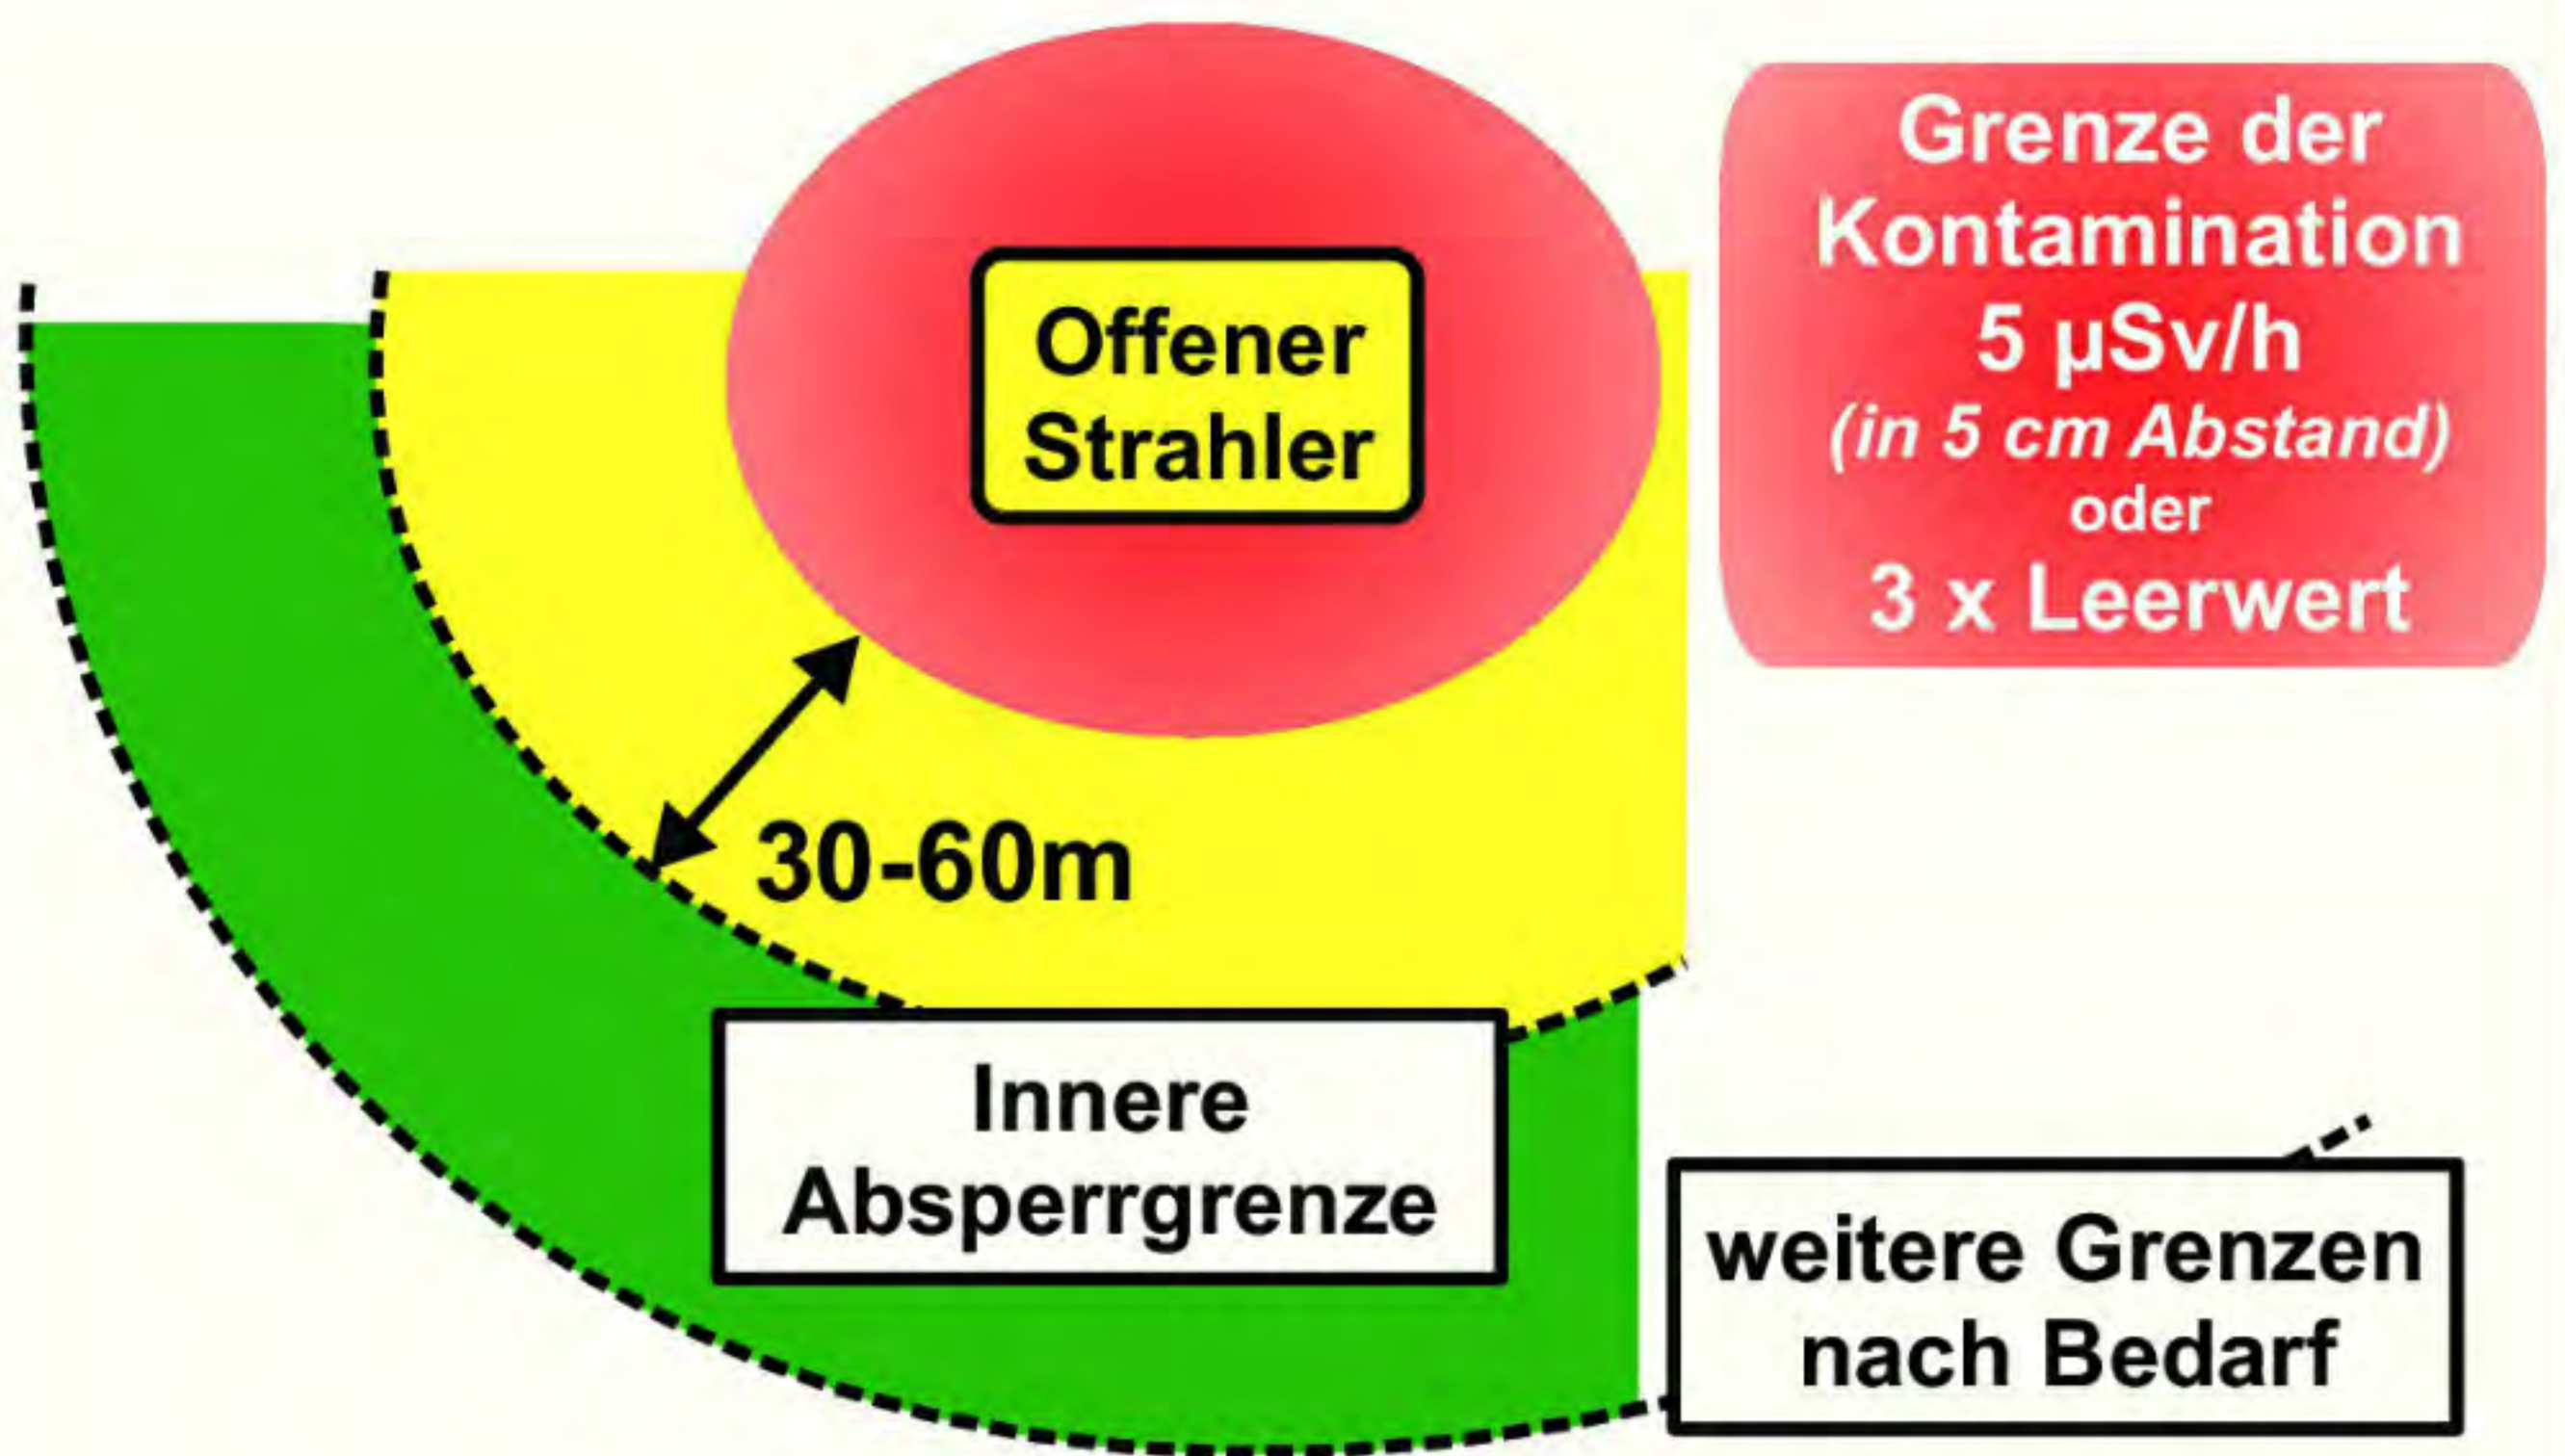 Offener
Strahler
Grenze der
Kontamination
5 µSv/h
(in 5 cm Abstand)
oder
3 x Leerwert
30-60m
Innere
Absperrgrenze
weitere Grenzen
nach Bedarf